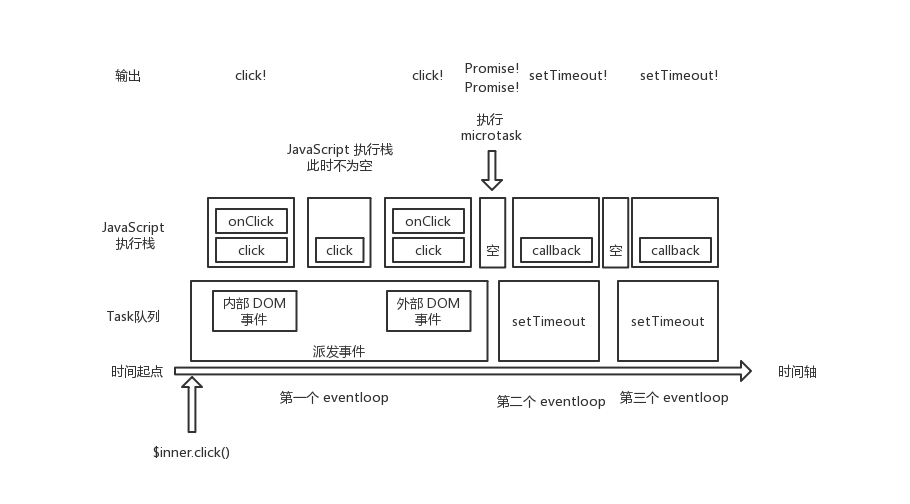 输出
click!
click!
Promise!
Promise!
setTimeout!
setTimeout!
执行
microtask
JavaScript 执行栈
此时不为空
JavaScript
执行栈
onClick
click
click
onClick
click
空
callback
空
callback
Task队列
内部 DOM
事件
外部 DOM
事件
派发事件
setTimeout
setTimeout
时间起点
时间轴
第一个 eventloop
第二个 eventloop
第三个 eventloop
$inner.click()